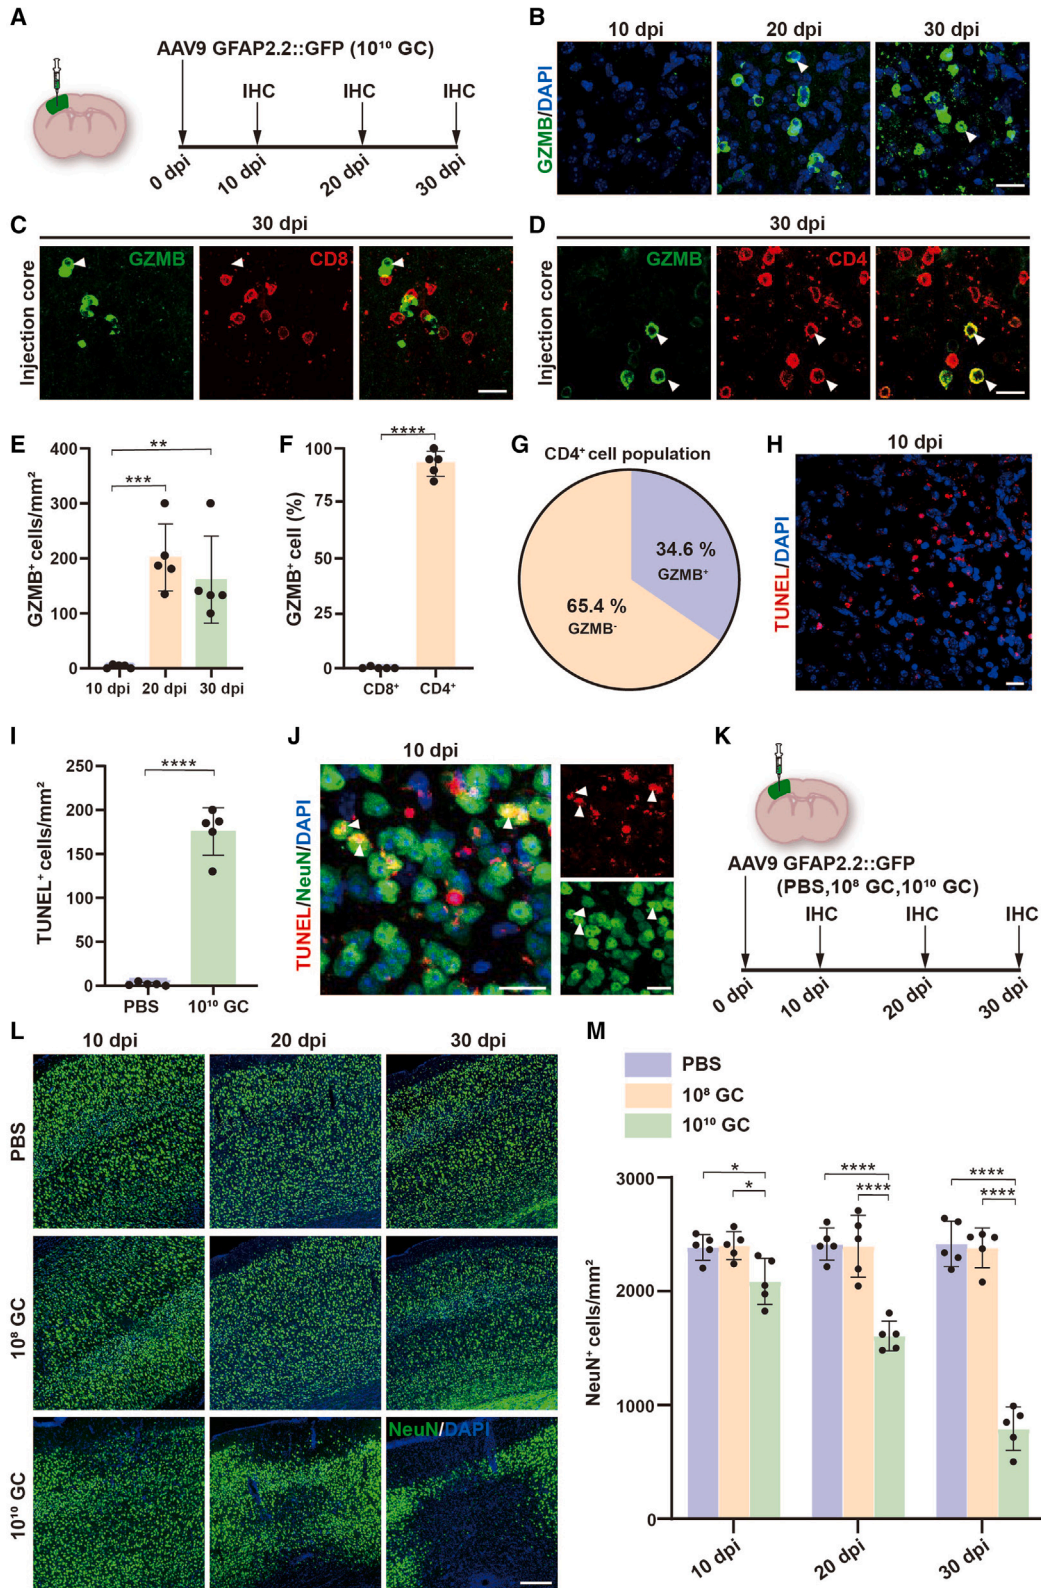 A
AAV9 GFAP2.2::GFP (10¹⁰ GC)
IHC IHC IHC
0 dpi 10 dpi 20 dpi 30 dpi
B
10 dpi 20 dpi 30 dpi
GZMB/DAPI
C
30 dpi
Injection core
GZMB CD8
D
30 dpi
Injection core
GZMB CD4
E
GZMB⁺ cells/mm²
400
300
200
100
0
** 
***
10 dpi 20 dpi 30 dpi
F
GZMB⁺ cell (%)
100
75
50
25
0
****
CD8⁺ CD4⁺
G
CD4⁺ cell population
34.6 %
GZMB⁺
65.4 %
GZMB⁻
H
10 dpi
TUNEL/DAPI
I
TUNEL⁺ cells/mm²
250
200
150
100
50
0
****
PBS 10¹⁰ GC
J
10 dpi
TUNEL/NeuN/DAPI
K
AAV9 GFAP2.2::GFP
(PBS,10⁸ GC,10¹⁰ GC)
IHC IHC IHC
0 dpi 10 dpi 20 dpi 30 dpi
L
10 dpi 20 dpi 30 dpi
PBS
10⁸ GC
10¹⁰ GC
NeuN/DAPI
M
PBS
10⁸ GC
10¹⁰ GC
NeuN⁺ cells/mm²
3000
2000
1000
0
* **** ****
* **** ****
10 dpi 20 dpi 30 dpi